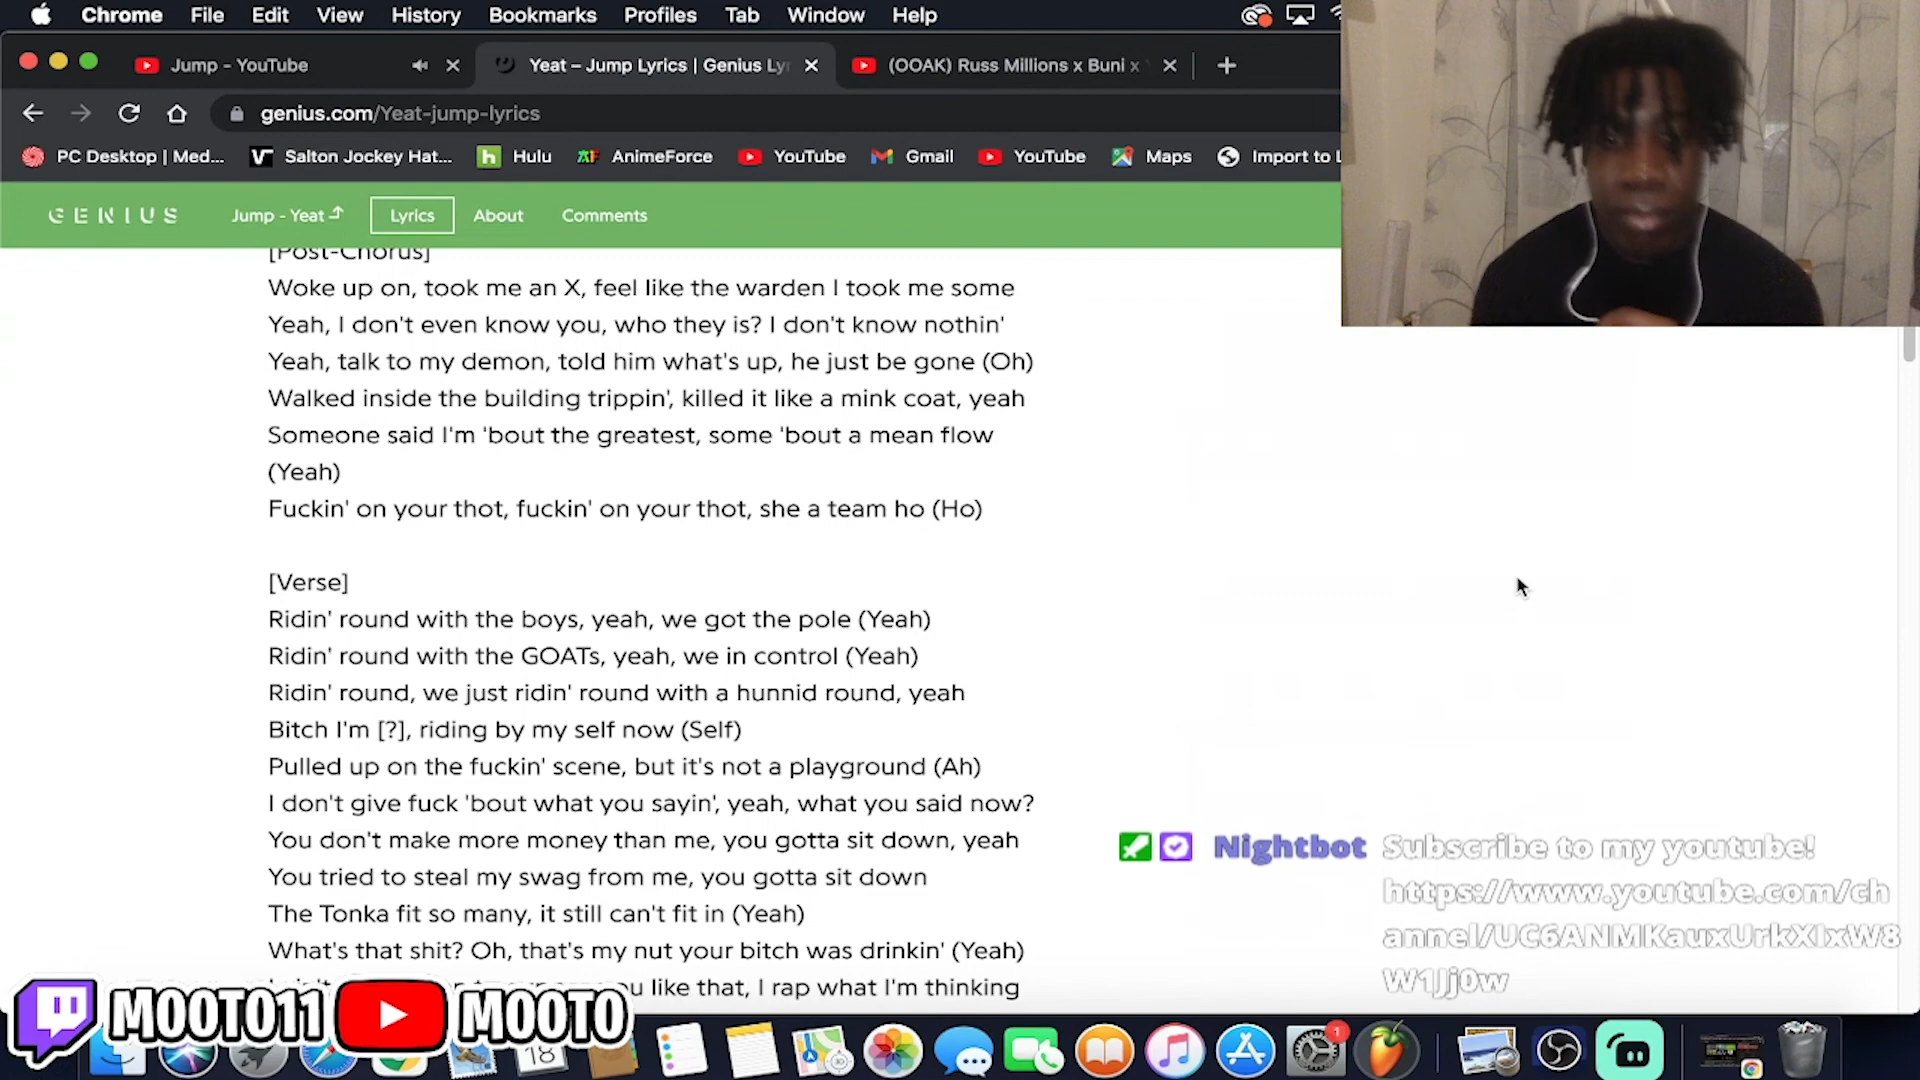 Chrome File Edit View History Bookmarks Profiles Tab Window Help
Jump - YouTube
Yeat – Jump Lyrics | Genius Lyr
(OOAK) Russ Millions x Buni x
genius.com/Yeat-jump-lyrics
PC Desktop | Med... Salton Jockey Hat... Hulu AnimeForce YouTube Gmail YouTube Maps Import to L
GENIUS Jump - Yeat Lyrics About Comments
[Post-Chorus]
Woke up on, took me an X, feel like the warden I took me some
Yeah, I don't even know you, who they is? I don't know nothin'
Yeah, talk to my demon, told him what's up, he just be gone (Oh)
Walked inside the building trippin', killed it like a mink coat, yeah
Someone said I'm 'bout the greatest, some 'bout a mean flow
(Yeah)
Fuckin' on your thot, fuckin' on your thot, she a team ho (Ho)
[Verse]
Ridin' round with the boys, yeah, we got the pole (Yeah)
Ridin' round with the GOATs, yeah, we in control (Yeah)
Ridin' round, we just ridin' round with a hunnid round, yeah
Bitch I'm [?], riding by my self now (Self)
Pulled up on the fuckin' scene, but it's not a playground (Ah)
I don't give fuck 'bout what you sayin', yeah, what you said now?
You don't make more money than me, you gotta sit down, yeah
You tried to steal my swag from me, you gotta sit down
The Tonka fit so many, it still can't fit in (Yeah)
What's that shit? Oh, that's my nut your bitch was drinkin' (Yeah)
like that, I rap what I'm thinking
Nightbot Subscribe to my youtube!
https://www.youtube.com/ch
annel/UC6ANMKauxUrkXIxW8
W1Jj0w
M00T011 M00T0
18
1